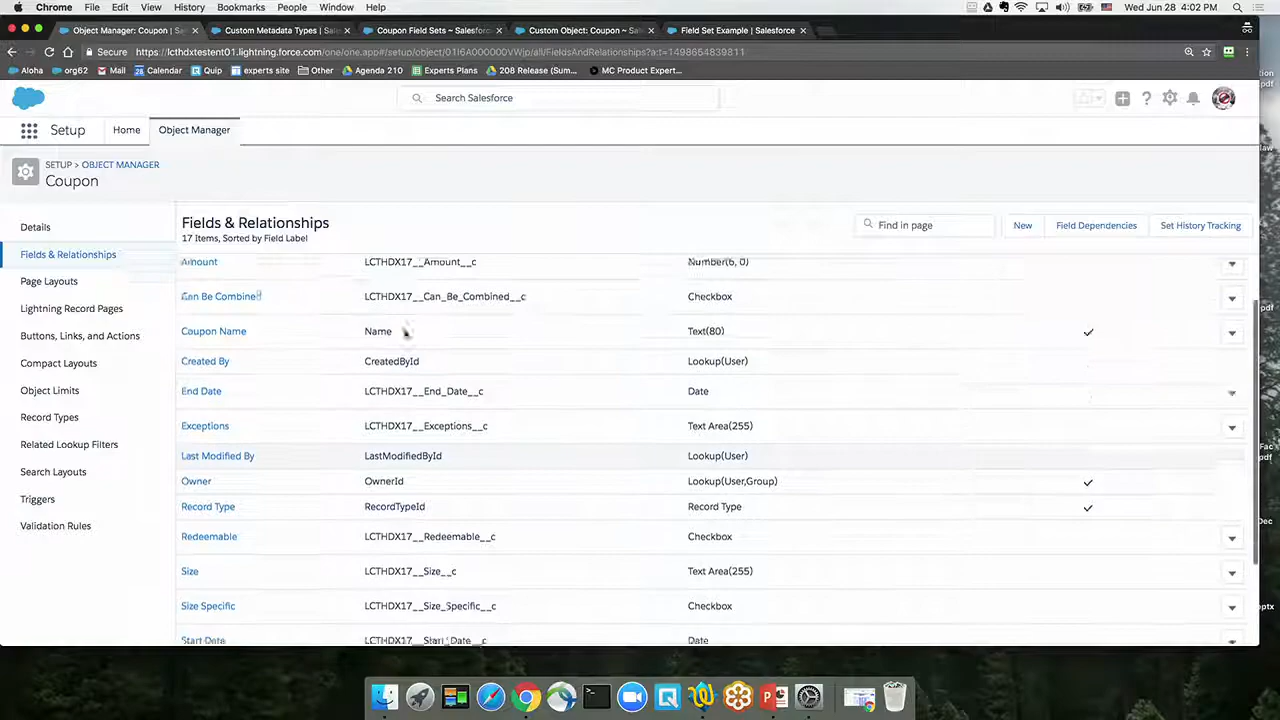 Chrome File Edit View History Bookmarks People Window Help Wed Jun 28 4:02 PM
Object Manager: Coupon | S Custom Metadata Types | Sal Coupon Field Sets ~ Salesforc Custom Object: Coupon ~ Sal Field Set Example | Salesforce
Secure https://lcthdxtestent01.lightning.force.com/one/one.app#/setup/object/01I6A000000VWjp/all/FieldsAndRelationships?a:t=1498654839811
Aloha org62 Mail Calendar Quip experts site Other Agenda 210 Experts Plans 208 Release (Sum... MC Product Expert...
Search Salesforce
Setup Home Object Manager
SETUP > OBJECT MANAGER
Coupon
Details
Fields & Relationships
Page Layouts
Lightning Record Pages
Buttons, Links, and Actions
Compact Layouts
Object Limits
Record Types
Related Lookup Filters
Search Layouts
Triggers
Validation Rules
Fields & Relationships
17 Items, Sorted by Field Label
Find in page
New Field Dependencies Set History Tracking
Amount LCTHDX17__Amount__c Number(6, 0)
Can Be Combined LCTHDX17__Can_Be_Combined__c Checkbox
Coupon Name Name Text(80)
Created By CreatedById Lookup(User)
End Date LCTHDX17__End_Date__c Date
Exceptions LCTHDX17__Exceptions__c Text Area(255)
Last Modified By LastModifiedById Lookup(User)
Owner OwnerId Lookup(User,Group)
Record Type RecordTypeId Record Type
Redeemable LCTHDX17__Redeemable__c Checkbox
Size LCTHDX17__Size__c Text Area(255)
Size Specific LCTHDX17__Size_Specific__c Checkbox
Start Date LCTHDX17__Start_Date__c Date